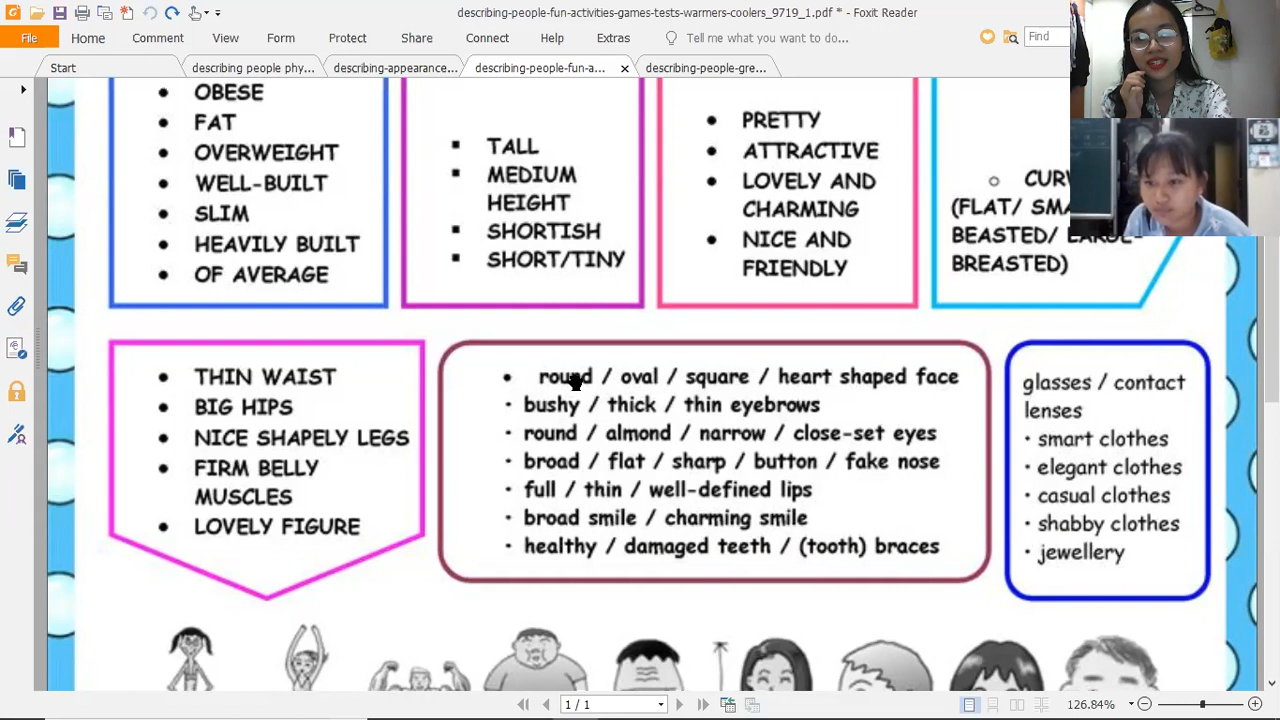 describing-people-fun-activities-games-tests-warmers-coolers_9719_1.pdf * - Foxit Reader
File Home Comment View Form Protect Share Connect Help Extras Tell me what you want to do... Find
Start describing people phy... describing-appearance... describing-people-fun-a... describing-people-gre...
• OBESE
• FAT
• OVERWEIGHT
• WELL-BUILT
• SLIM
• HEAVILY BUILT
• OF AVERAGE
▪ TALL
▪ MEDIUM
HEIGHT
▪ SHORTISH
▪ SHORT/TINY
• PRETTY
• ATTRACTIVE
• LOVELY AND
CHARMING
• NICE AND
FRIENDLY
(FLAT/
BEASTED/ LARGE-
BREASTED)
• THIN WAIST
• BIG HIPS
• NICE SHAPELY LEGS
• FIRM BELLY
MUSCLES
• LOVELY FIGURE
• round / oval / square / heart shaped face
· bushy / thick / thin eyebrows
· round / almond / narrow / close-set eyes
· broad / flat / sharp / button / fake nose
· full / thin / well-defined lips
· broad smile / charming smile
· healthy / damaged teeth / (tooth) braces
glasses / contact
lenses
· smart clothes
· elegant clothes
· casual clothes
· shabby clothes
· jewellery
1 / 1 126.84%